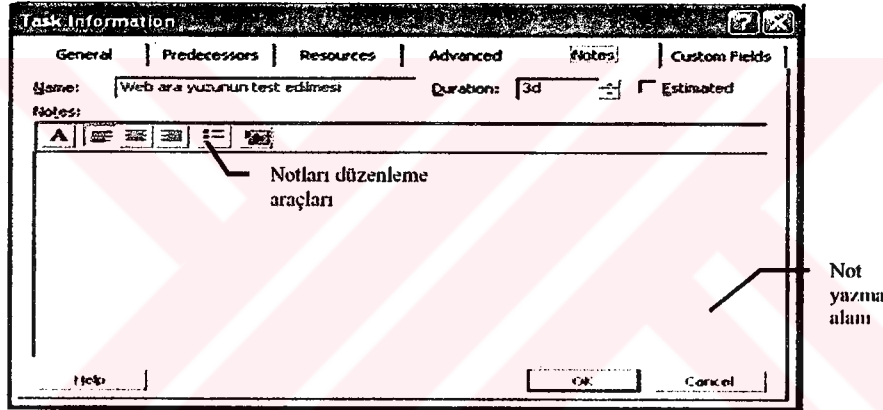 Task Information
General Predecessors Resources Advanced Notes Custom Fields
Name: Web ara yuzunun test edilmesi Duration: 3d Estimated
Notes:
A
Notları düzenleme
araçları
Not
yazma
alanı
Help OK Cancel